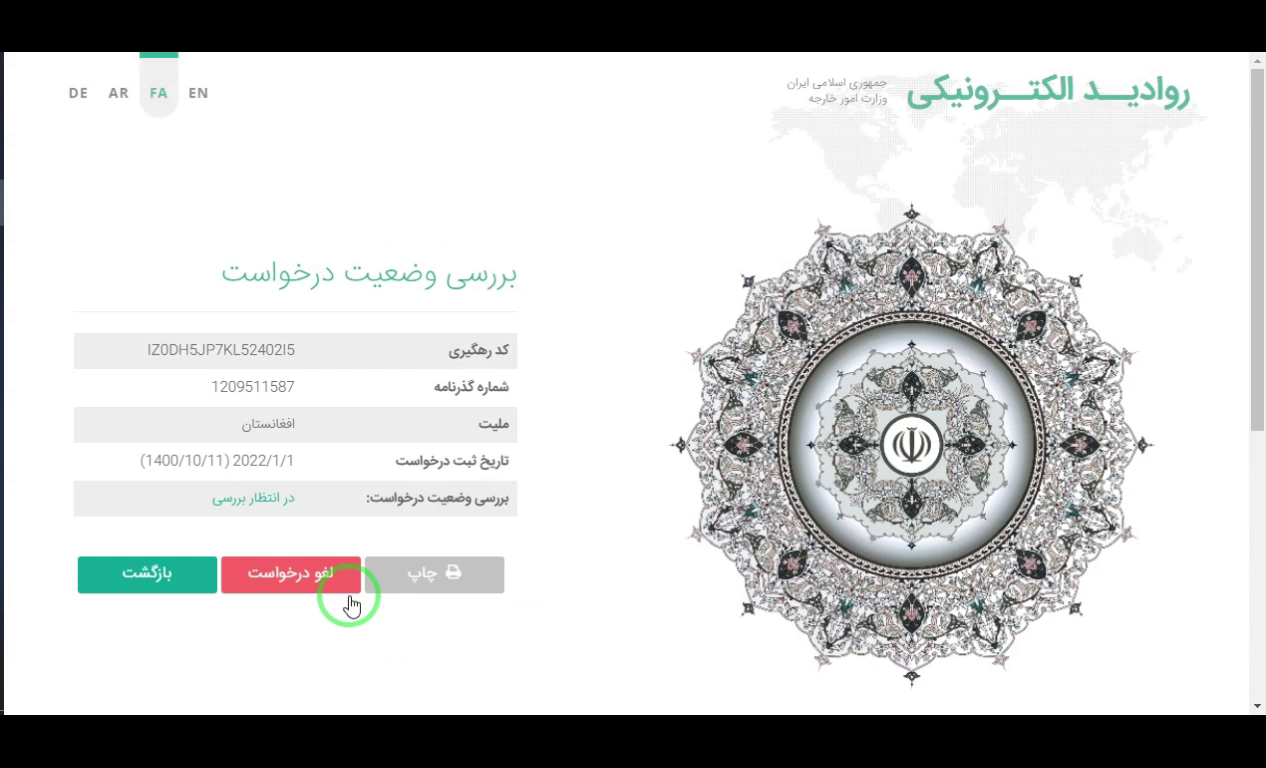 روادیــد الکتــرونیکی
جمهوری اسلامی ایران
وزارت امور خارجه
DE AR FA EN
بررسی وضعیت درخواست
کد رهگیری IZ0DH5JP7KL52402I5
شماره گذرنامه 1209511587
ملیت افغانستان
تاریخ ثبت درخواست 2022/1/1 (1400/10/11)
بررسی وضعیت درخواست: در انتظار بررسی
چاپ لغو درخواست بازگشت